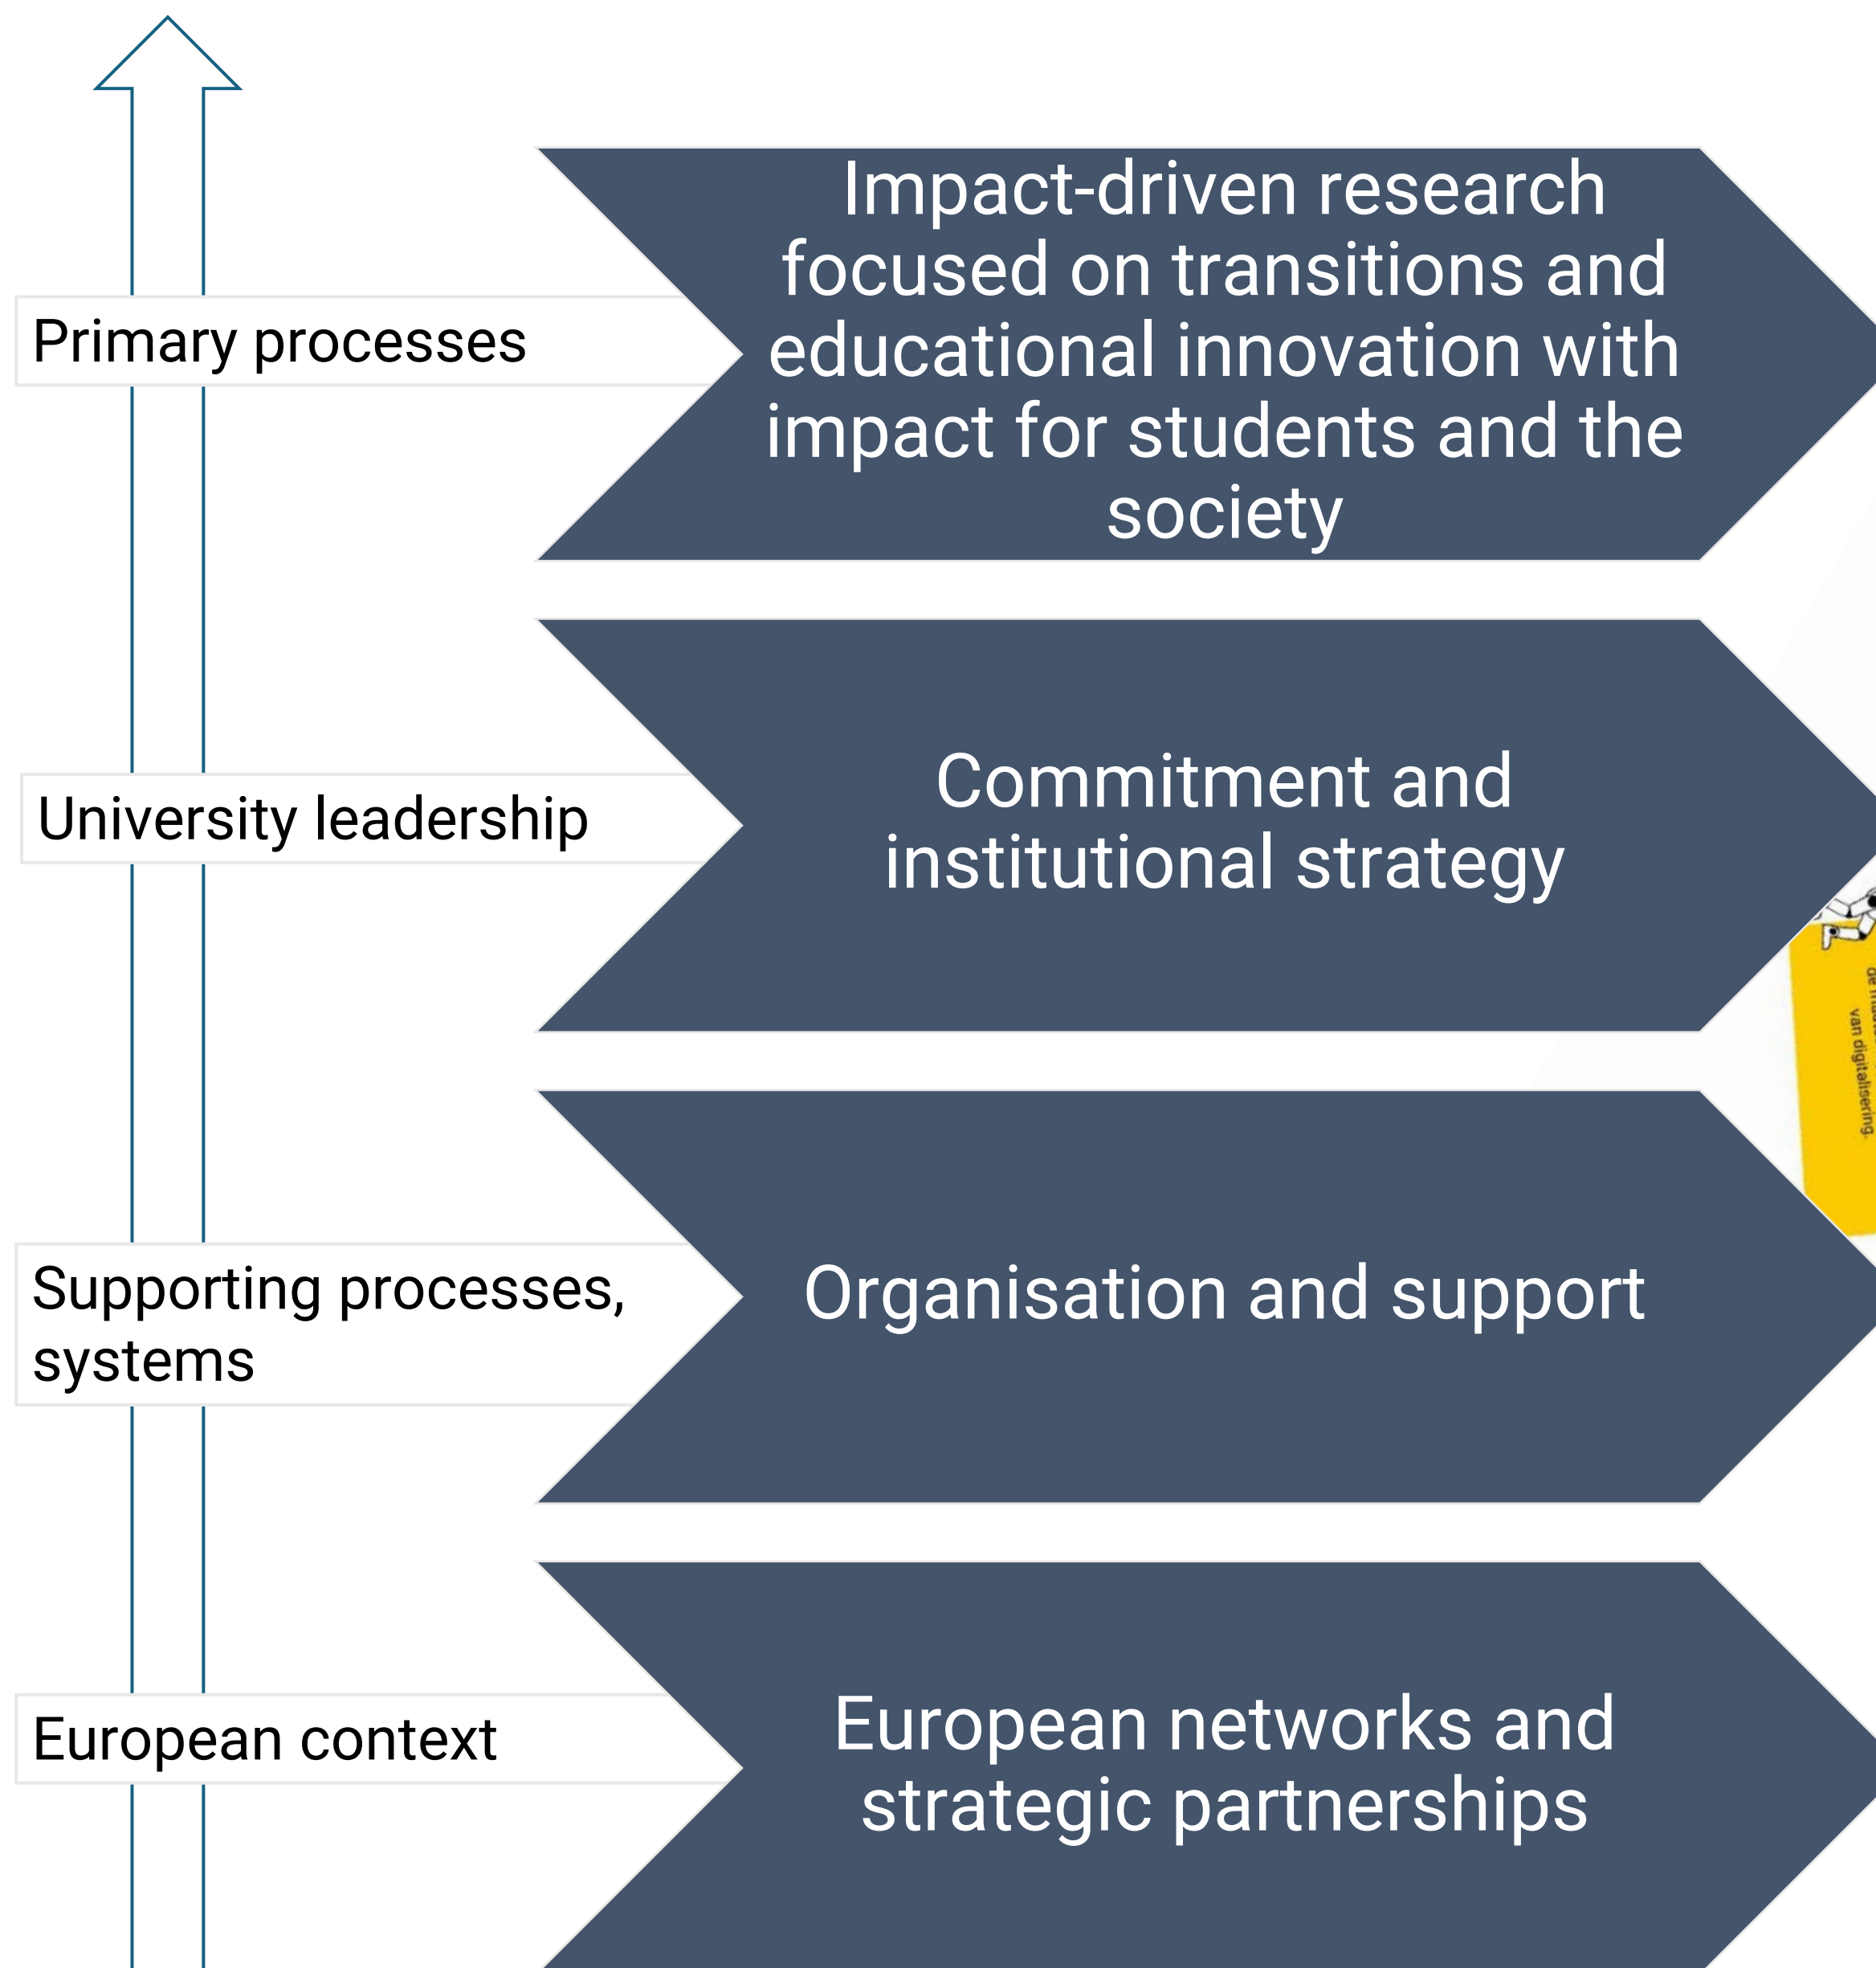 Impact-driven research
focused on transitions and
educational innovation with
impact for students and the
society
Primary processes
Commitment and
institutional strategy
University leadership
van digitalisering.
Organisation and support
Supporting processes,
systems
European networks and
strategic partnerships
European context